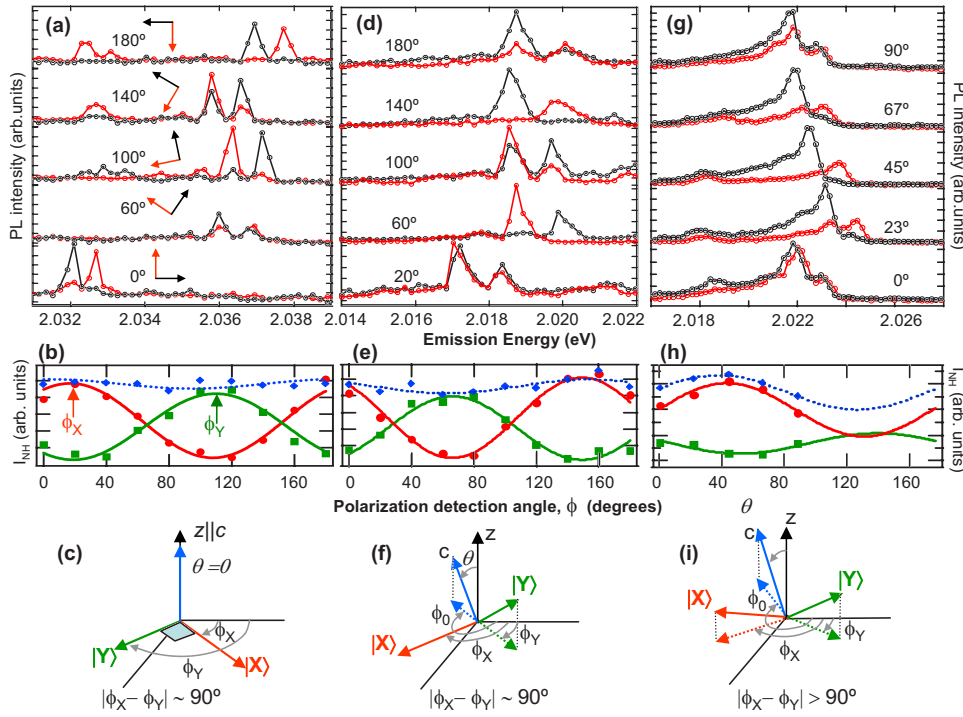 (a)
180º
140º
100º
60º
0º
PL intensity (arb.units)
2.032
2.034
2.036
2.038
(d)
180º
140º
100º
60º
20º
2.014
2.016
2.018
2.020
2.022
(g)
90º
67º
45º
23º
0º
PL intensity (arb.units)
2.018
2.022
2.026
Emission Energy (eV)
(b)
I_NH (arb. units)
ϕ_X
ϕ_Y
0
40
80
120
160
(e)
0
40
80
120
160
(h)
I_NH (arb. units)
0
40
80
120
160
Polarization detection angle, ϕ (degrees)
θ
(c)
z||c
θ =0
|Y⟩
|X⟩
ϕ_X
ϕ_Y
|ϕ_X – ϕ_Y| ~ 90º
(f)
z
c
θ
|Y⟩
ϕ_0
|X⟩
ϕ_X
ϕ_Y
|ϕ_X – ϕ_Y| ~ 90º
(i)
z
c
θ
|Y⟩
|X⟩
ϕ_0
ϕ_X
ϕ_Y
|ϕ_X – ϕ_Y| > 90º